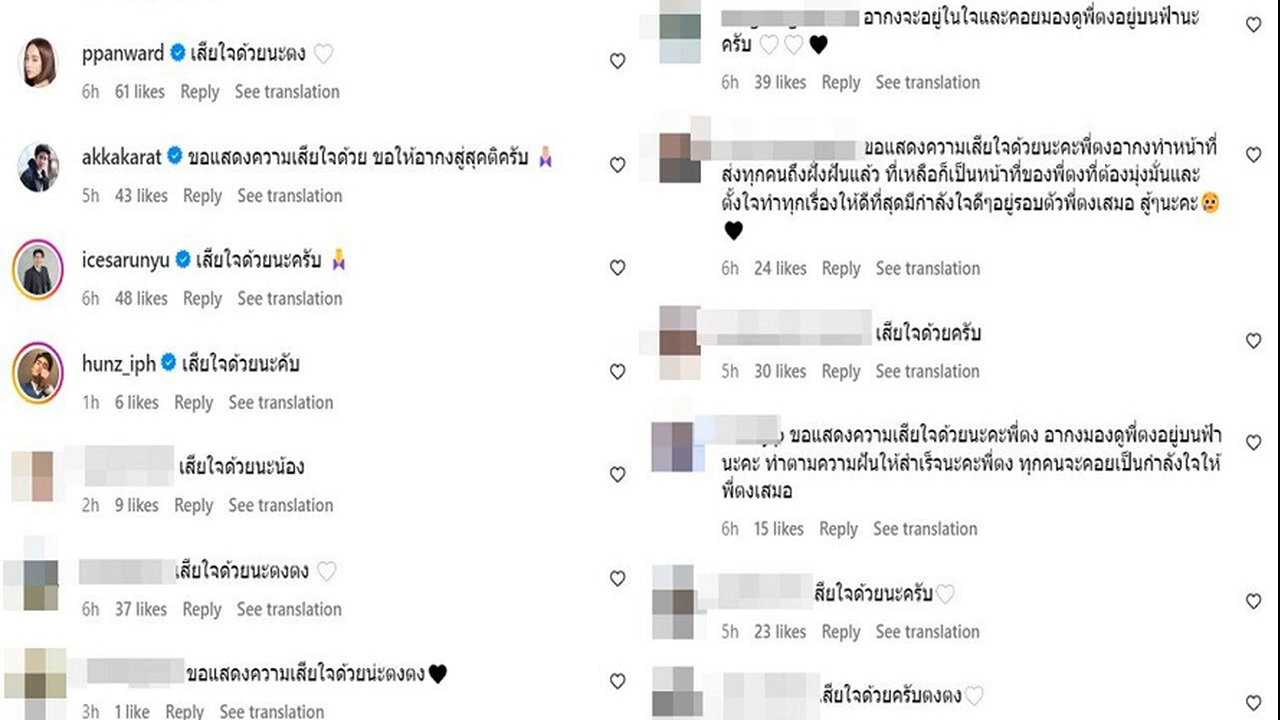 ppanward เสียใจด้วยนะตง 🤍
6h 61 likes Reply See translation
akkakarat ขอแสดงความเสียใจด้วย ขอให้อากงสู่สุคติครับ 🙏🏼
5h 43 likes Reply See translation
icesarunyu เสียใจด้วยนะครับ 🙏
6h 48 likes Reply See translation
hunz_iph เสียใจด้วยนะคับ
1h 6 likes Reply See translation
เสียใจด้วยนะน้อง
2h 9 likes Reply See translation
เสียใจด้วยนะตงตง 🤍
6h 37 likes Reply See translation
ขอแสดงความเสียใจด้วยน่ะตงตง🖤
3h 1 like Reply See translation
อากงจะอยู่ในใจและคอยมองดูพี่ตงอยู่บนฟ้านะ
ครับ 🤍 🤍 🖤
6h 39 likes Reply See translation
ขอแสดงความเสียใจด้วยนะคะพี่ตงอากงทำหน้าที่
ส่งทุกคนถึงฝั่งฝันแล้ว ที่เหลือก็เป็นหน้าที่ของพี่ตงที่ต้องมุ่งมั่นและ
ตั้งใจทำทุกเรื่องให้ดีที่สุดมีกำลังใจดีๆอยู่รอบตัวพี่ตงเสมอ สู้ๆนะคะ😢
🖤
6h 24 likes Reply See translation
เสียใจด้วยครับ
5h 30 likes Reply See translation
ขอแสดงความเสียใจด้วยนะคะพี่ตง อากงมองดูพี่ตงอยู่บนฟ้า
นะคะ ทำตามความฝันให้สำเร็จนะคะพี่ตง ทุกคนจะคอยเป็นกำลังใจให้
พี่ตงเสมอ
6h 15 likes Reply See translation
สียใจด้วยนะครับ🤍
5h 23 likes Reply See translation
เสียใจด้วยครับตงตง🤍